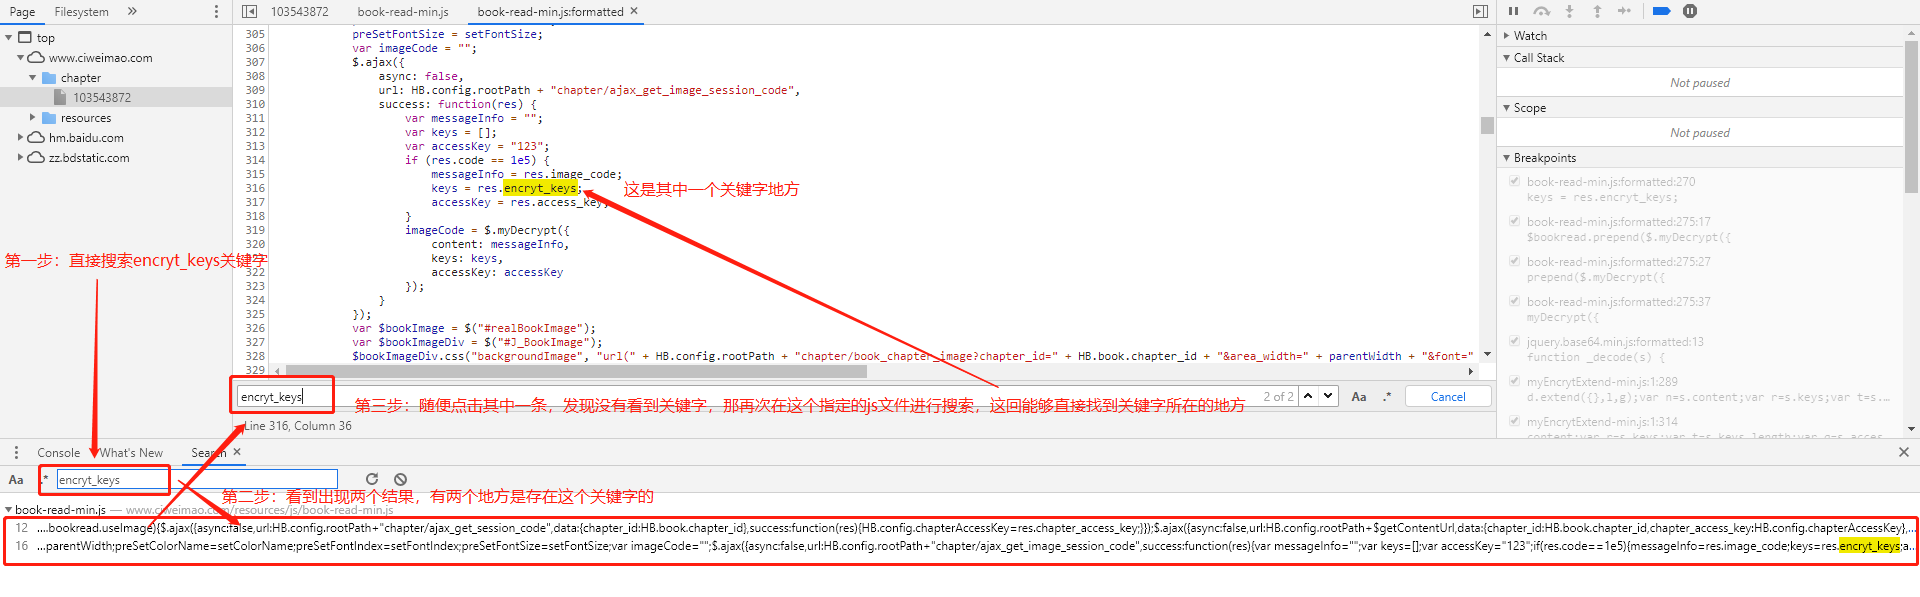 Page Filesystem »
103543872 book-read-min.js book-read-min.js:formatted ×
top
www.ciweimao.com
chapter
103543872
resources
hm.baidu.com
zz.bdstatic.com
305 preSetFontSize = setFontSize;
306 var imageCode = "";
307 $.ajax({
308 async: false,
309 url: HB.config.rootPath + "chapter/ajax_get_image_session_code",
310 success: function(res) {
311 var messageInfo = "";
312 var keys = [];
313 var accessKey = "123";
314 if (res.code == 1e5) {
315 messageInfo = res.image_code;
316 keys = res.encryt_keys;
317 accessKey = res.access_key
318 }
319 imageCode = $.myDecrypt({
320 content: messageInfo,
keys: keys,
322 accessKey: accessKey
323 });
324 }
325 });
326 var $bookImage = $("#realBookImage");
327 var $bookImageDiv = $("#J_BookImage");
328 $bookImageDiv.css("backgroundImage", "url(" + HB.config.rootPath + "chapter/book_chapter_image?chapter_id=" + HB.book.chapter_id + "&area_width=" + parentWidth + "&font="
329
这是其中一个关键字地方
第一步：直接搜索encryt_keys关键字
encryt_keys
2 of 2
Aa .* Cancel
第三步：随便点击其中一条，发现没有看到关键字，那再次在这个指定的js文件进行搜索，这回能够直接找到关键字所在的地方
Line 316, Column 36
Watch
Call Stack
Not paused
Scope
Not paused
Breakpoints
book-read-min.js:formatted:270
keys = res.encryt_keys;
book-read-min.js:formatted:275:17
$bookread.prepend($.myDecrypt({
book-read-min.js:formatted:275:27
prepend($.myDecrypt({
book-read-min.js:formatted:275:37
myDecrypt({
jquery.base64.min.js:formatted:13
function _decode(s) {
myEncrytExtend-min.js:1:289
d.extend({},l,g);var n=s.content;var r=s.keys;var t=s...
myEncrytExtend-min.js:1:314
content;var r=s.keys;var t=s.keys.length;var q=s.acces
Console What's New Search ×
Aa .* encryt_keys
第二步：看到出现两个结果，有两个地方是存在这个关键字的
book-read-min.js — www.ciweimao.com/resources/js/book-read-min.js
12 ...bookread.useImage){$.ajax({async:false,url:HB.config.rootPath+"chapter/ajax_get_session_code",data:{chapter_id:HB.book.chapter_id},success:function(res){HB.config.chapterAccessKey=res.chapter_access_key;}});$.ajax({async:false,url:HB.config.rootPath+$getContentUrl,data:{chapter_id:HB.book.chapter_id,chapter_access_key:HB.config.chapterAccessKey},...
16 ...parentWidth;preSetColorName=setColorName;preSetFontIndex=setFontIndex;preSetFontSize=setFontSize;var imageCode="";$.ajax({async:false,url:HB.config.rootPath+"chapter/ajax_get_image_session_code",success:function(res){var messageInfo="";var keys=[];var accessKey="123";if(res.code==1e5){messageInfo=res.image_code;keys=res.encryt_keys;a...